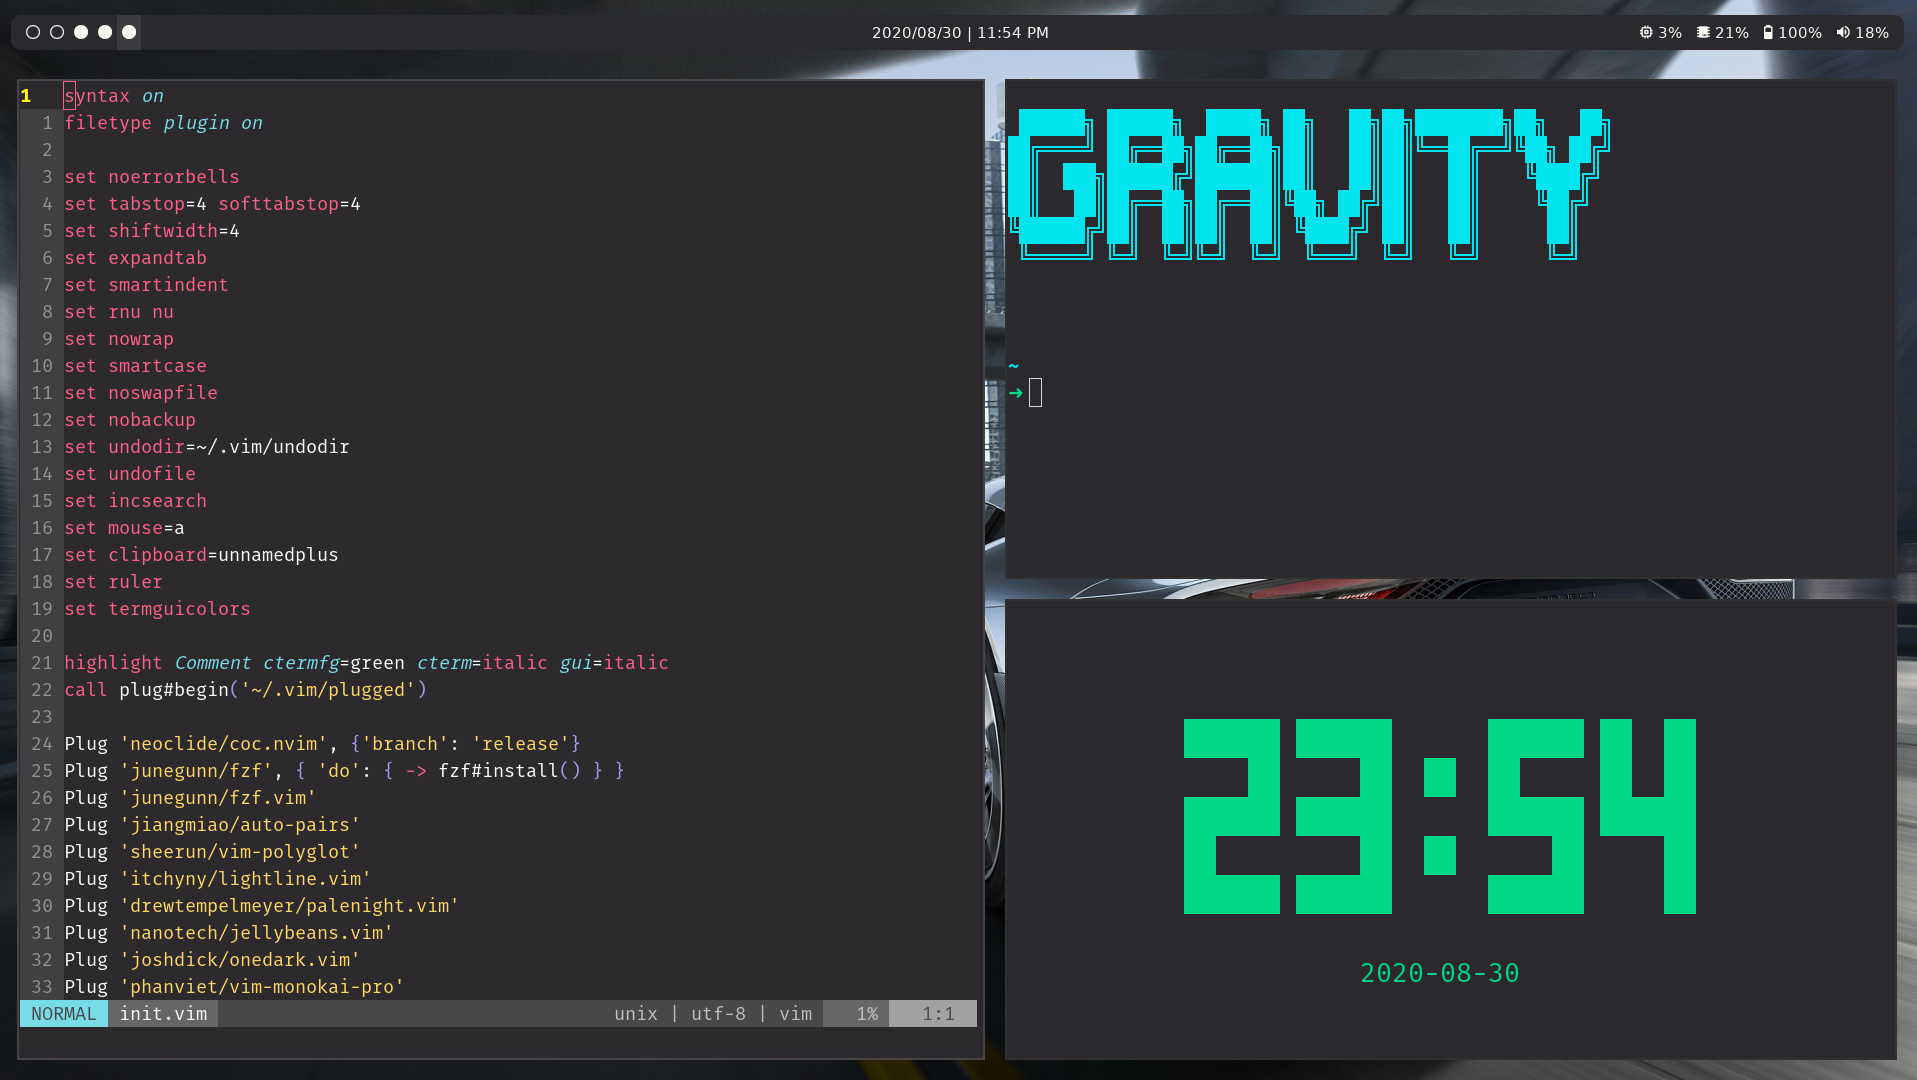 2020/08/30 | 11:54 PM
3% 21% 100% 18%
1 syntax on
1 filetype plugin on
2
3 set noerrorbells
4 set tabstop=4 softtabstop=4
5 set shiftwidth=4
6 set expandtab
7 set smartindent
8 set rnu nu
9 set nowrap
10 set smartcase
11 set noswapfile
12 set nobackup
13 set undodir=~/.vim/undodir
14 set undofile
15 set incsearch
16 set mouse=a
17 set clipboard=unnamedplus
18 set ruler
19 set termguicolors
20
21 highlight Comment ctermfg=green cterm=italic gui=italic
22 call plug#begin('~/.vim/plugged')
23
24 Plug 'neoclide/coc.nvim', {'branch': 'release'}
25 Plug 'junegunn/fzf', { 'do': { -> fzf#install() } }
26 Plug 'junegunn/fzf.vim'
27 Plug 'jiangmiao/auto-pairs'
28 Plug 'sheerun/vim-polyglot'
29 Plug 'itchyny/lightline.vim'
30 Plug 'drewtempelmeyer/palenight.vim'
31 Plug 'nanotech/jellybeans.vim'
32 Plug 'joshdick/onedark.vim'
33 Plug 'phanviet/vim-monokai-pro'
NORMAL init.vim unix | utf-8 | vim 1% 1:1
GRAVITY
~
➜
23:54
2020-08-30